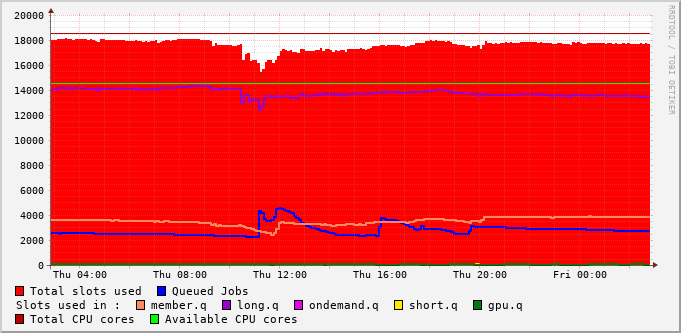 20000
18000
16000
14000
12000
10000
8000
6000
4000
2000
0
Thu 04:00 Thu 08:00 Thu 12:00 Thu 16:00 Thu 20:00 Fri 00:00
RRDTOOL / TOBI OETIKER
Total slots used Queued Jobs
Slots used in : member.q long.q ondemand.q short.q gpu.q
Total CPU cores Available CPU cores